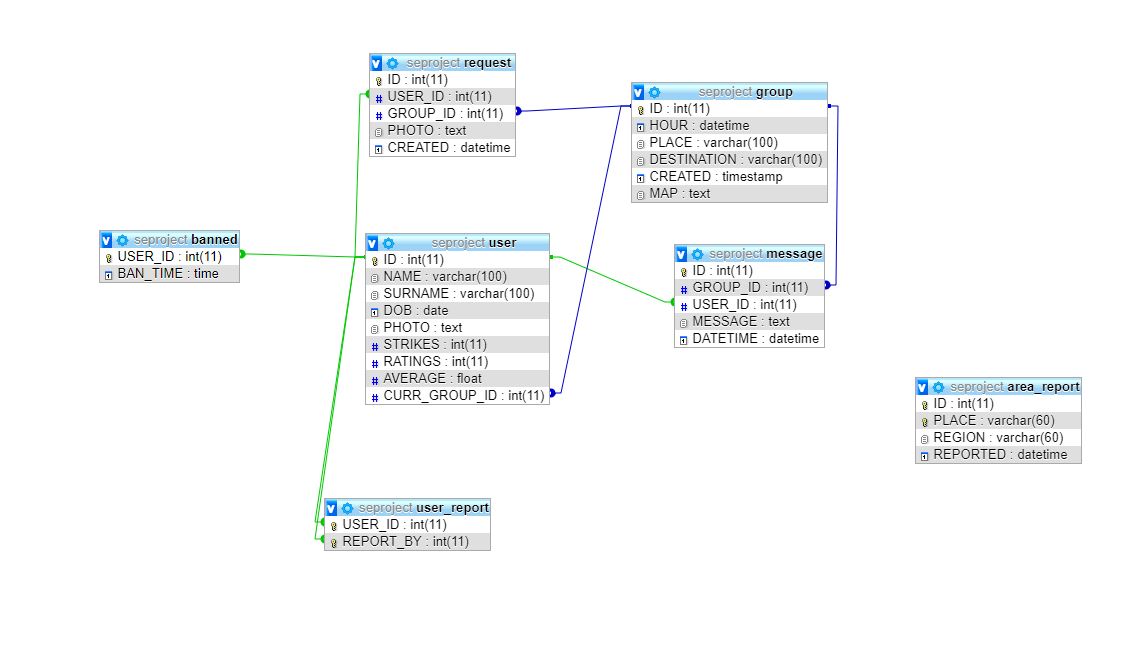 seproject request
ID : int(11)
USER_ID : int(11)
GROUP_ID : int(11)
PHOTO : text
CREATED : datetime
seproject group
ID : int(11)
HOUR : datetime
PLACE : varchar(100)
DESTINATION : varchar(100)
CREATED : timestamp
MAP : text
seproject banned
USER_ID : int(11)
BAN_TIME : time
seproject user
ID : int(11)
NAME : varchar(100)
SURNAME : varchar(100)
DOB : date
PHOTO : text
STRIKES : int(11)
RATINGS : int(11)
AVERAGE : float
CURR_GROUP_ID : int(11)
seproject message
ID : int(11)
GROUP_ID : int(11)
USER_ID : int(11)
MESSAGE : text
DATETIME : datetime
seproject area_report
ID : int(11)
PLACE : varchar(60)
REGION : varchar(60)
REPORTED : datetime
seproject user_report
USER_ID : int(11)
REPORT_BY : int(11)